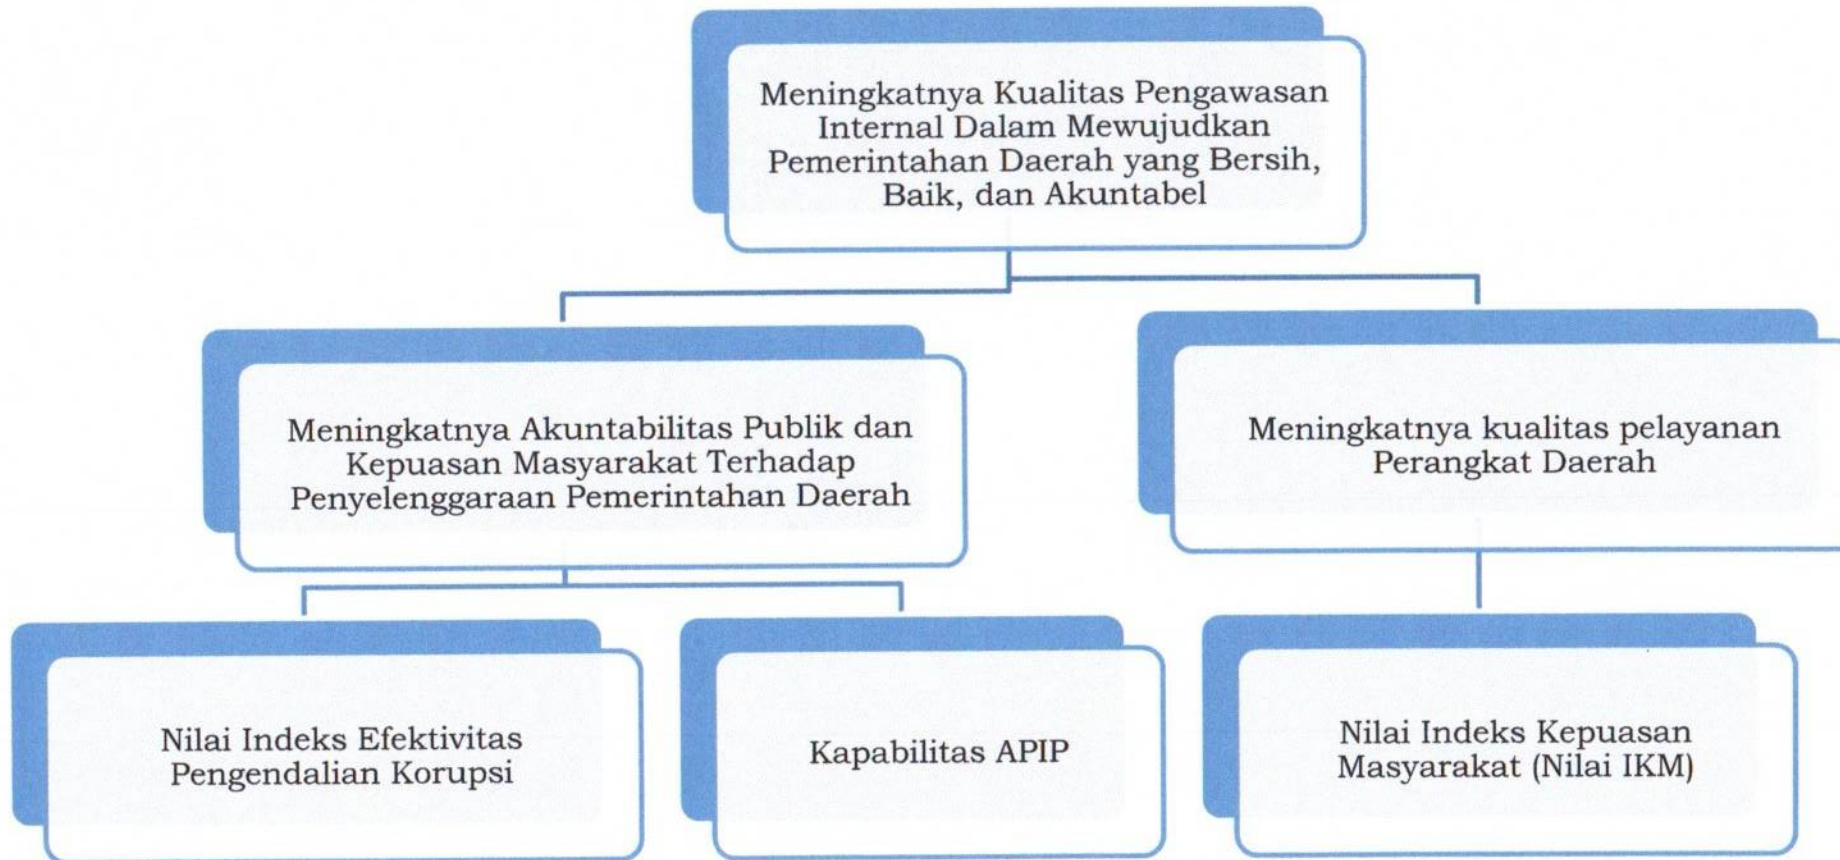 Meningkatnya Kualitas Pengawasan
Internal Dalam Mewujudkan
Pemerintahan Daerah yang Bersih,
Baik, dan Akuntabel
Meningkatnya Akuntabilitas Publik dan
Kepuasan Masyarakat Terhadap
Penyelenggaraan Pemerintahan Daerah
Meningkatnya kualitas pelayanan
Perangkat Daerah
Nilai Indeks Efektivitas
Pengendalian Korupsi
Kapabilitas APIP
Nilai Indeks Kepuasan
Masyarakat (Nilai IKM)